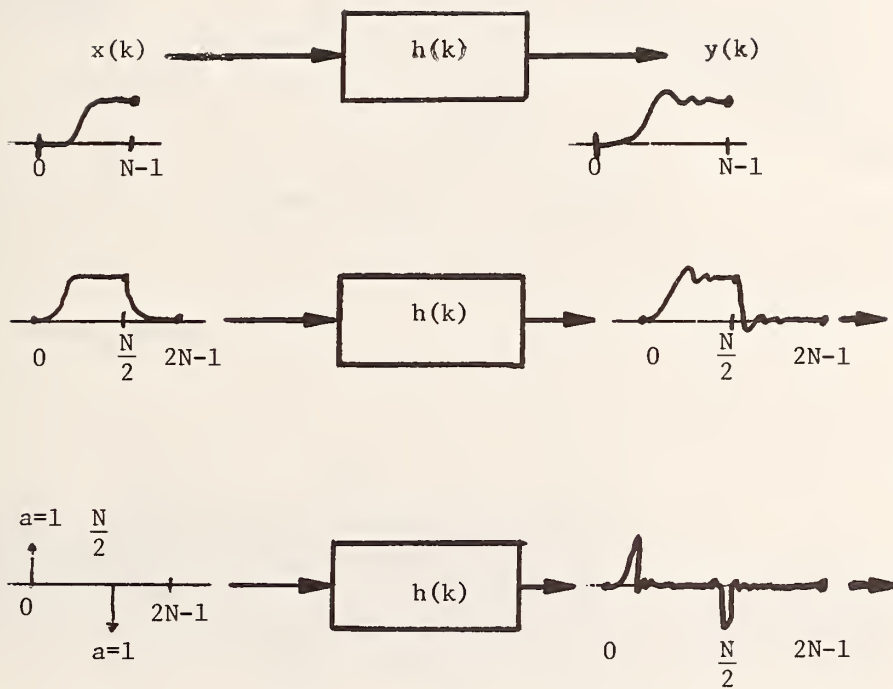 x(k) h(k) y(k)
0 N-1 0 N-1
h(k)
0 N/2 2N-1 0 N/2 2N-1
a=1 N/2
h(k)
0 2N-1
a=1 0 N/2 2N-1